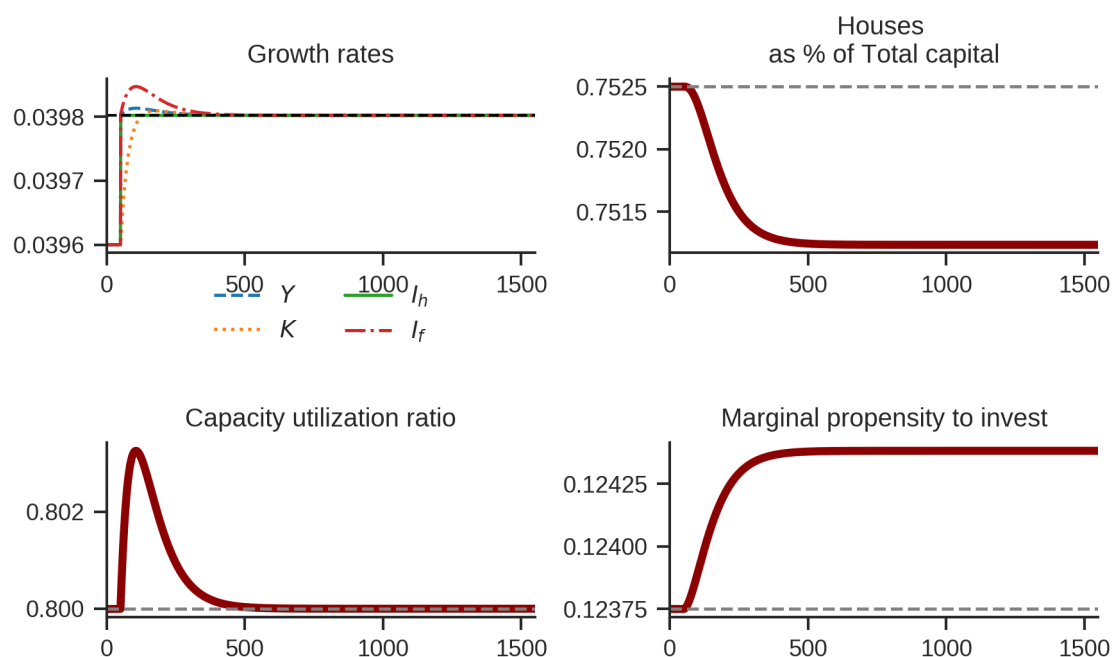 Growth rates
0.0398
0.0397
0.0396
0 500 1000 1500
Y I_h
K I_f
Houses
as % of Total capital
0.7525
0.7520
0.7515
0 500 1000 1500
Capacity utilization ratio
0.802
0.800
0 500 1000 1500
Marginal propensity to invest
0.12425
0.12400
0.12375
0 500 1000 1500